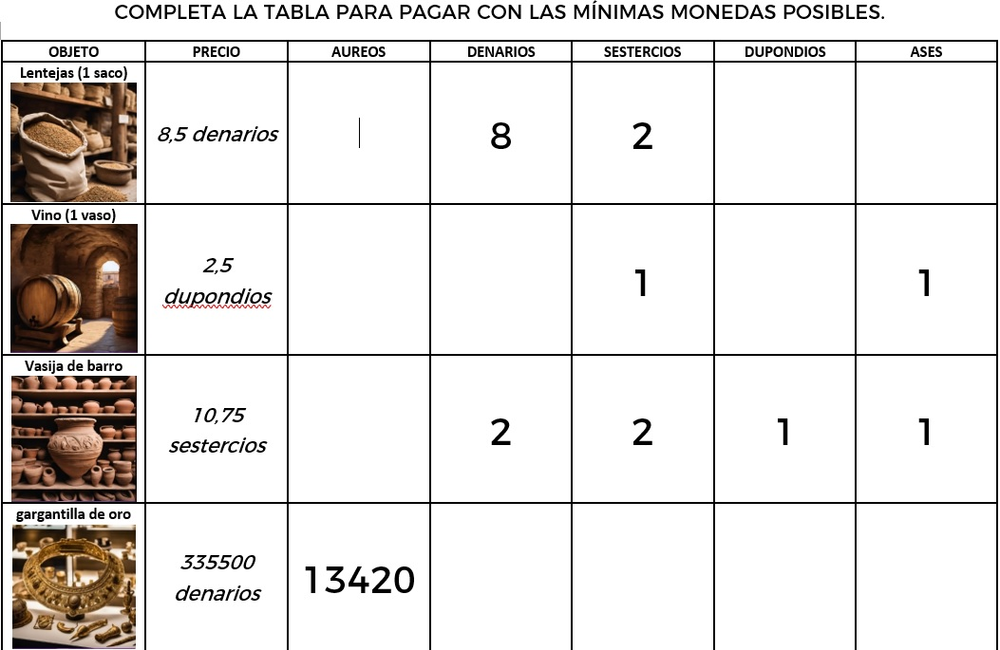 COMPLETA LA TABLA PARA PAGAR CON LAS MÍNIMAS MONEDAS POSIBLES.
OBJETO PRECIO AUREOS DENARIOS SESTERCIOS DUPONDIOS ASES
Lentejas (1 saco)
8,5 denarios 8 2
Vino (1 vaso)
2,5
dupondios
1 1
Vasija de barro
10,75
sestercios
2 2 1 1
gargantilla de oro
335500
denarios
13420